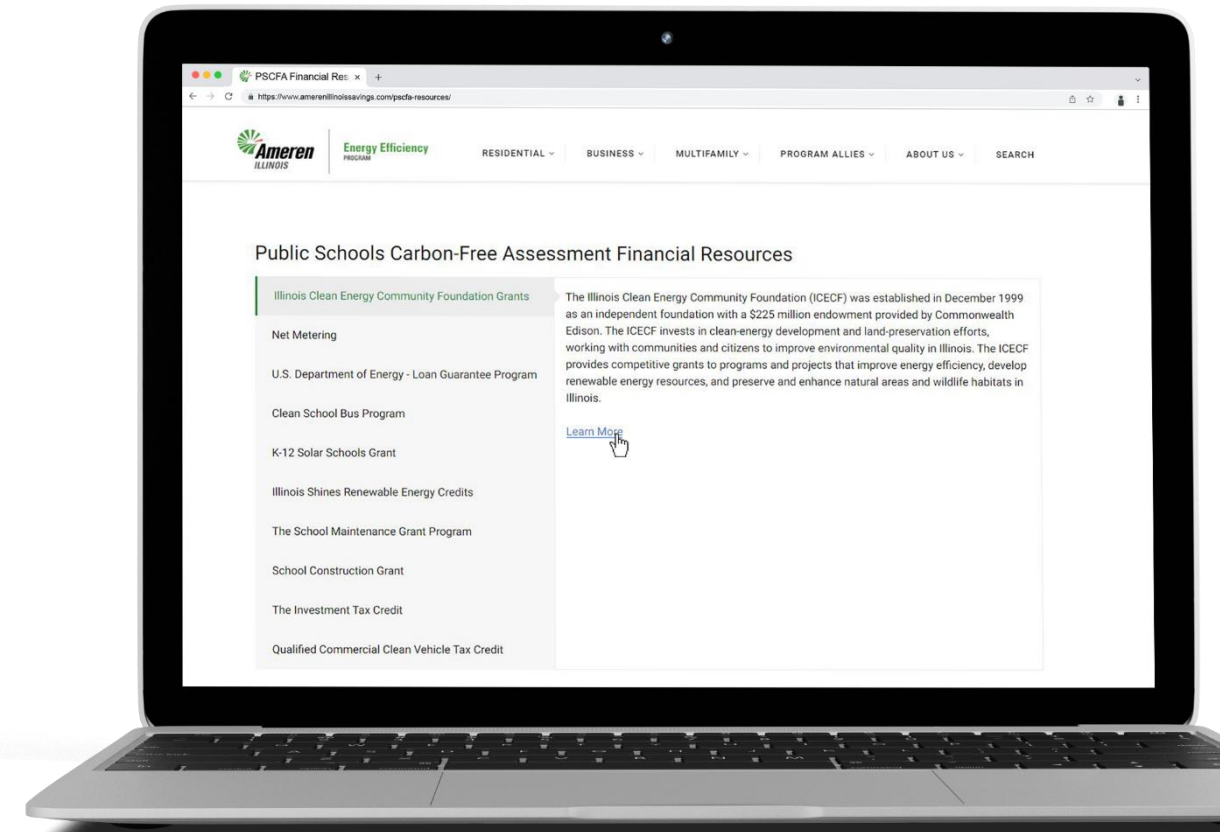 PSCFA Financial Res
https://www.amerenillinoissavings.com/pscfa-resources/
Ameren
ILLINOIS
Energy Efficiency
PROGRAM
RESIDENTIAL
BUSINESS
MULTIFAMILY
PROGRAM ALLIES
ABOUT US
SEARCH
Public Schools Carbon-Free Assessment Financial Resources
Illinois Clean Energy Community Foundation Grants
Net Metering
U.S. Department of Energy - Loan Guarantee Program
Clean School Bus Program
K-12 Solar Schools Grant
Illinois Shines Renewable Energy Credits
The School Maintenance Grant Program
School Construction Grant
The Investment Tax Credit
Qualified Commercial Clean Vehicle Tax Credit
The Illinois Clean Energy Community Foundation (ICECF) was established in December 1999
as an independent foundation with a $225 million endowment provided by Commonwealth
Edison. The ICECF invests in clean-energy development and land-preservation efforts,
working with communities and citizens to improve environmental quality in Illinois. The ICECF
provides competitive grants to programs and projects that improve energy efficiency, develop
renewable energy resources, and preserve and enhance natural areas and wildlife habitats in
Illinois.
Learn More